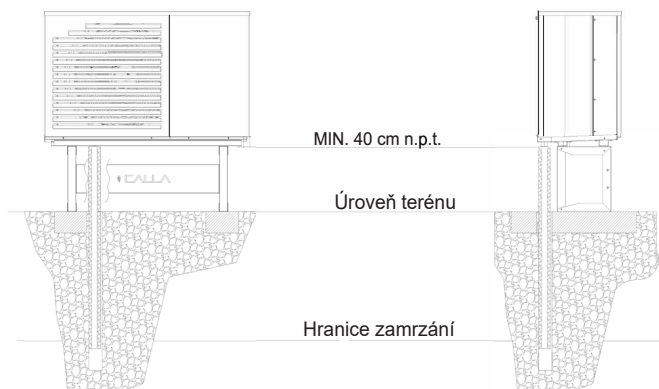 MIN. 40 cm n.p.t.
CALLA
Úroveň terénu
Hranice zamrzání